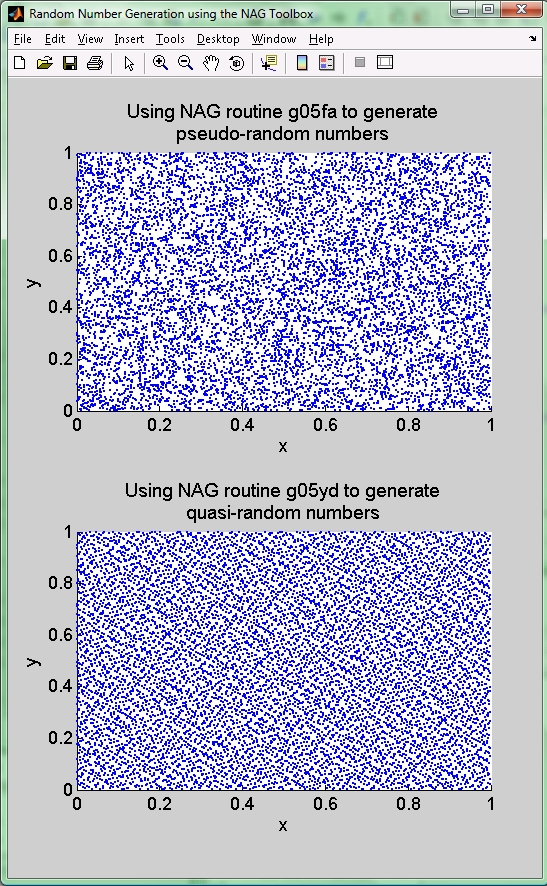 Random Number Generation using the NAG Toolbox
File Edit View Insert Tools Desktop Window Help
Using NAG routine g05fa to generate
pseudo-random numbers
1
0.8
0.6
y
0.4
0.2
0
0 0.2 0.4 0.6 0.8 1
x
Using NAG routine g05yd to generate
quasi-random numbers
1
0.8
0.6
y
0.4
0.2
0
0 0.2 0.4 0.6 0.8 1
x